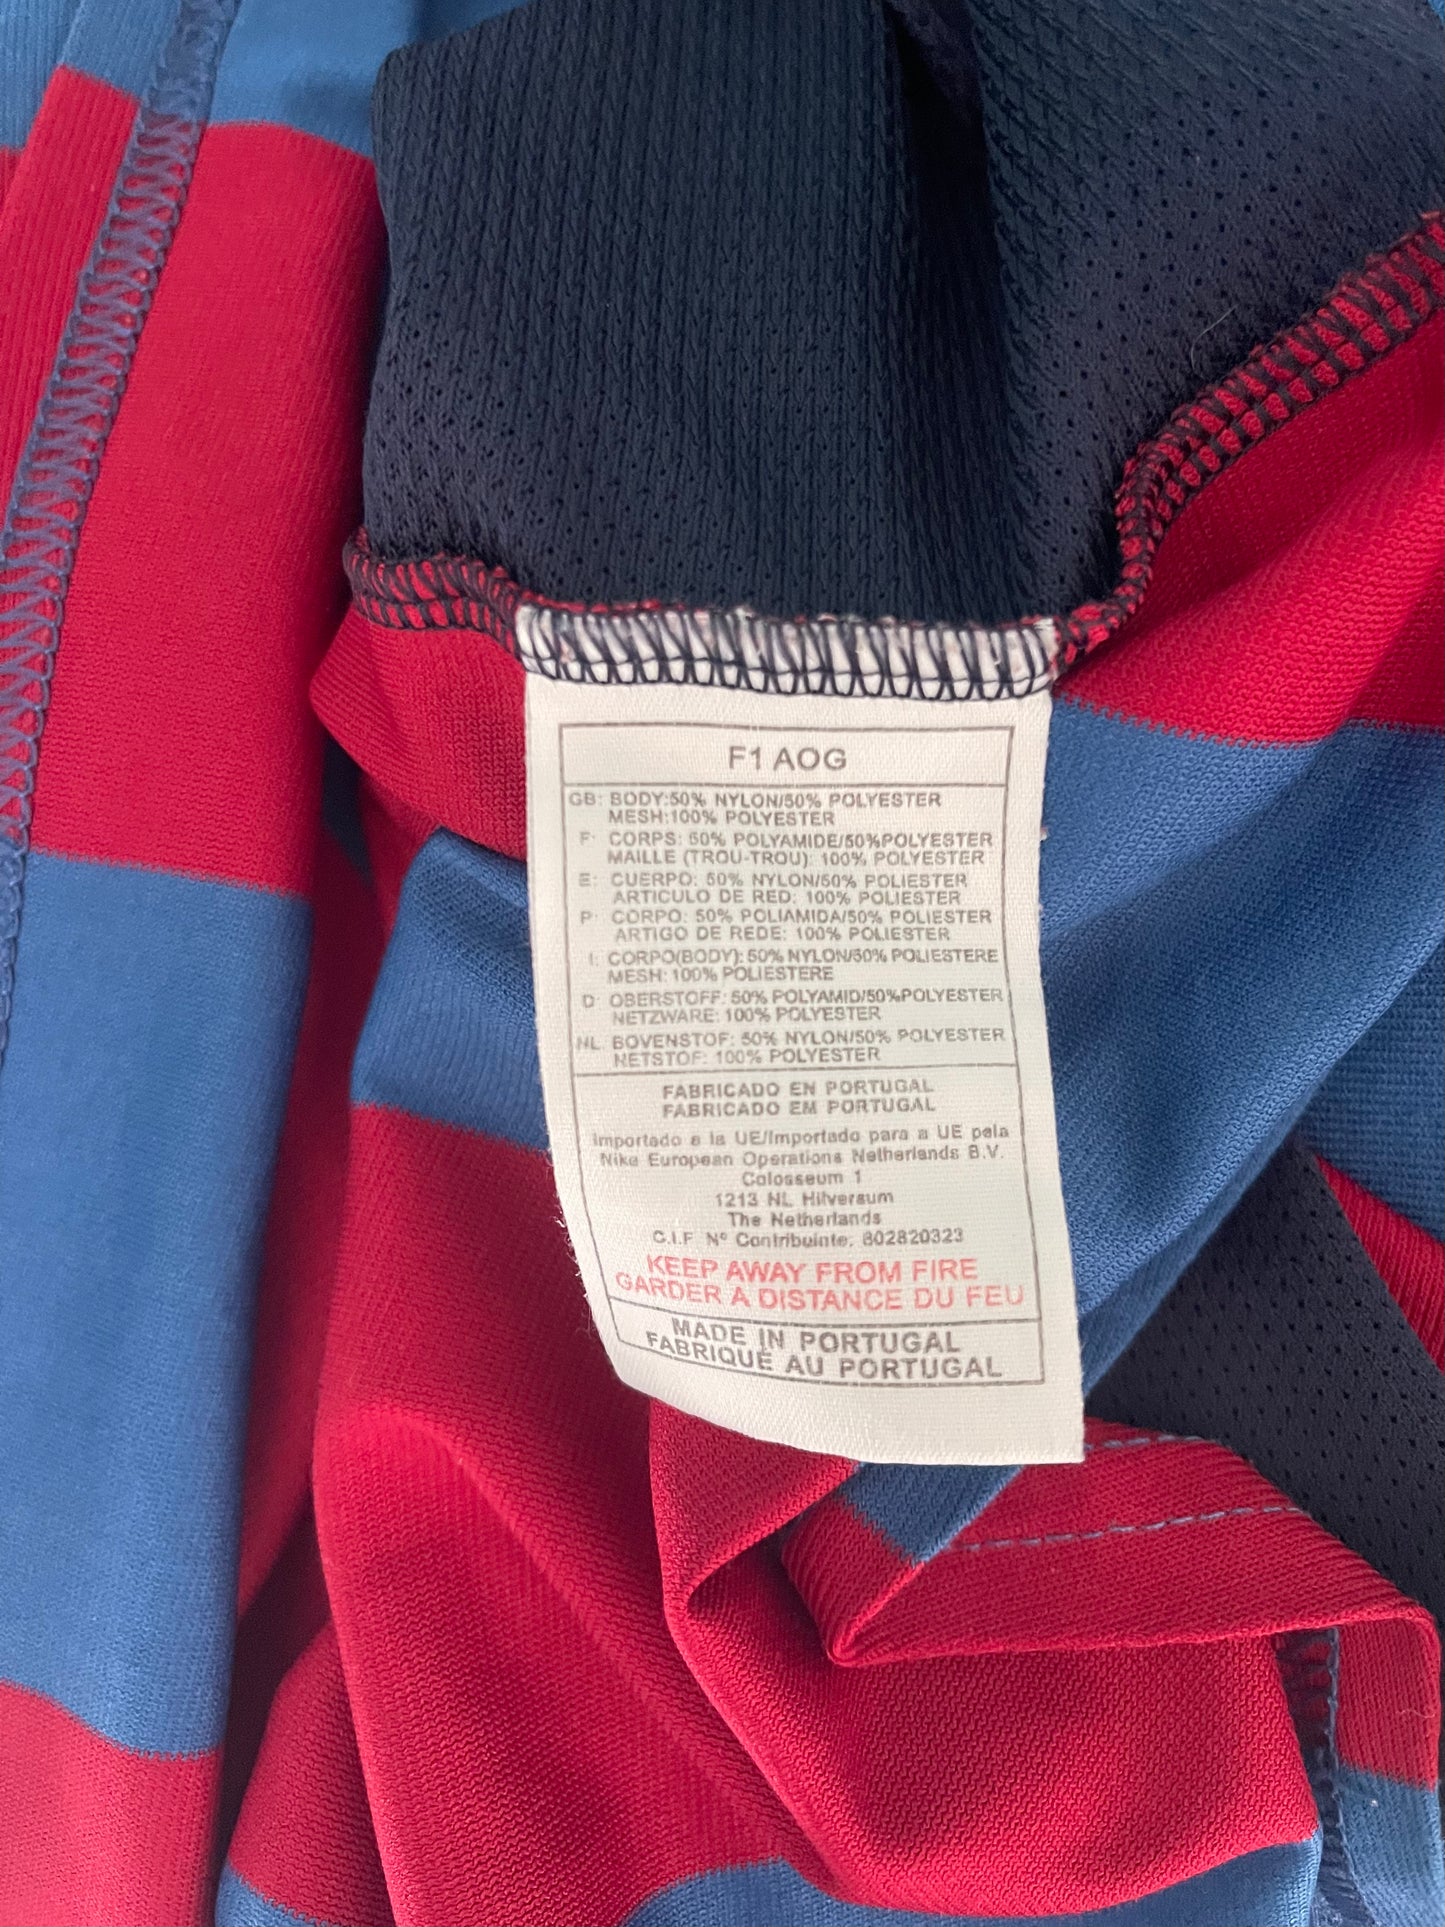 F1 AOG
GB: BODY:50% NYLON/50% POLYESTER
MESH:100% POLYESTER
F: CORPS: 50% POLYAMIDE/50%POLYESTER
MAILLE (TROU-TROU): 100% POLYESTER
E: CUERPO: 50% NYLON/50% POLIESTER
ARTICULO DE RED: 100% POLIESTER
P: CORPO: 50% POLIAMIDA/50% POLIESTER
ARTIGO DE REDE: 100% POLIESTER
I: CORPO(BODY): 50% NYLON/50% POLIESTERE
MESH: 100% POLIESTERE
D: OBERSTOFF: 50% POLYAMID/50%POLYESTER
NETZWARE: 100% POLYESTER
NL: BOVENSTOF: 50% NYLON/50% POLYESTER
NETSTOF: 100% POLYESTER
FABRICADO EN PORTUGAL
FABRICADO EM PORTUGAL
Importado a la UE/Importado para a UE pela
Nike European Operations Netherlands B.V.
Colosseum 1
1213 NL Hilversum
The Netherlands
C.I.F Nº Contribuinte: 802820323
KEEP AWAY FROM FIRE
GARDER A DISTANCE DU FEU
MADE IN PORTUGAL
FABRIQUÉ AU PORTUGAL